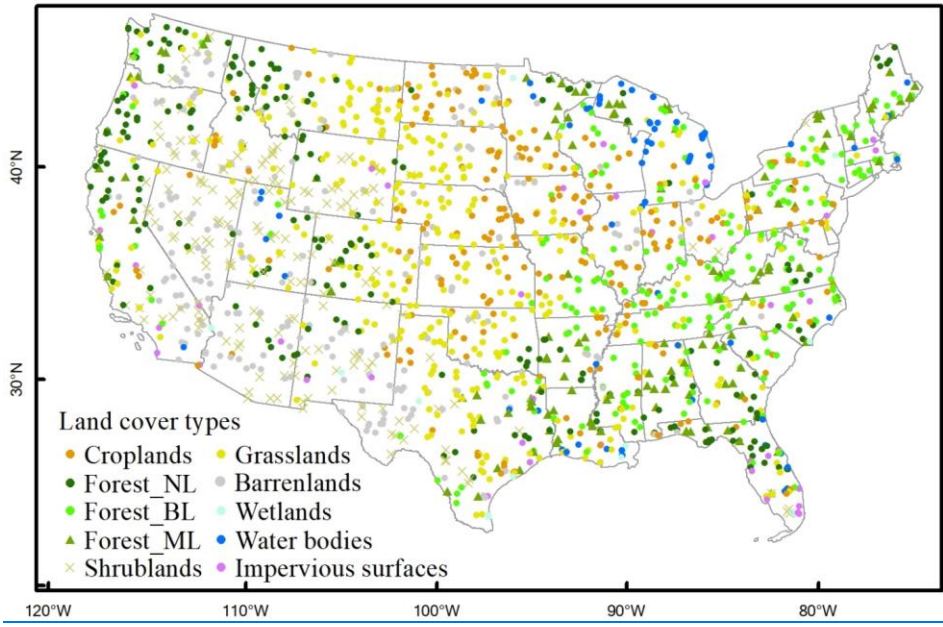 40°N
30°N
Land cover types
Croplands Grasslands
Forest_NL Barrenlands
Forest_BL Wetlands
Forest_ML Water bodies
Shrublands Impervious surfaces
120°W 110°W 100°W 90°W 80°W